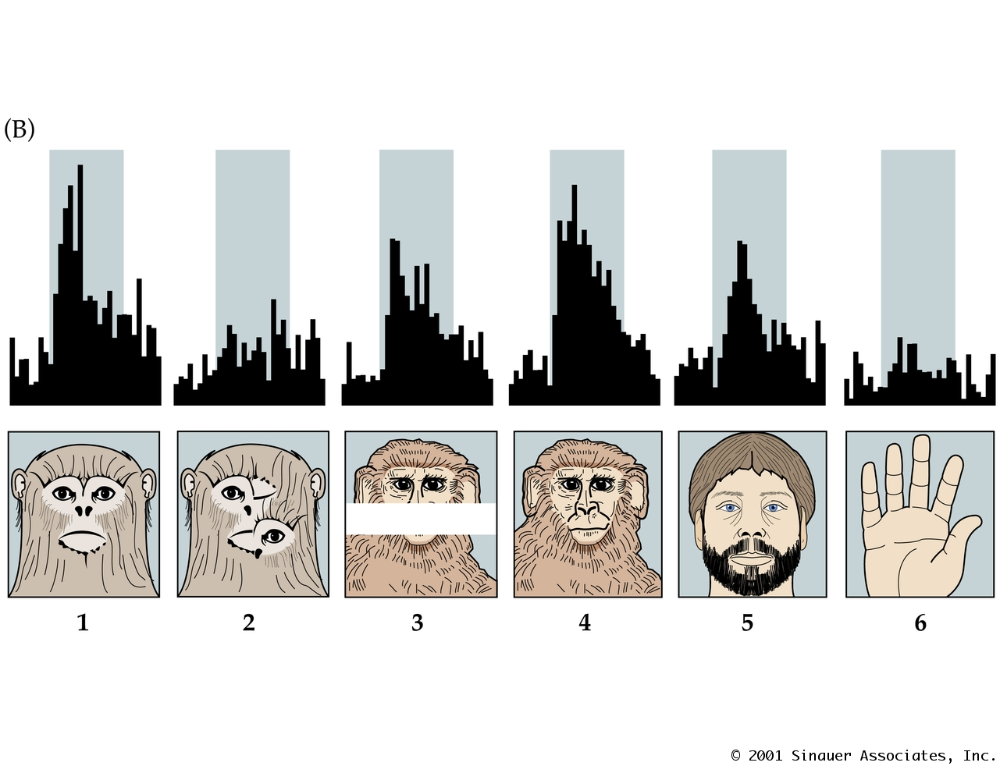 (B)
1 2 3 4 5 6
© 2001 Sinauer Associates, Inc.